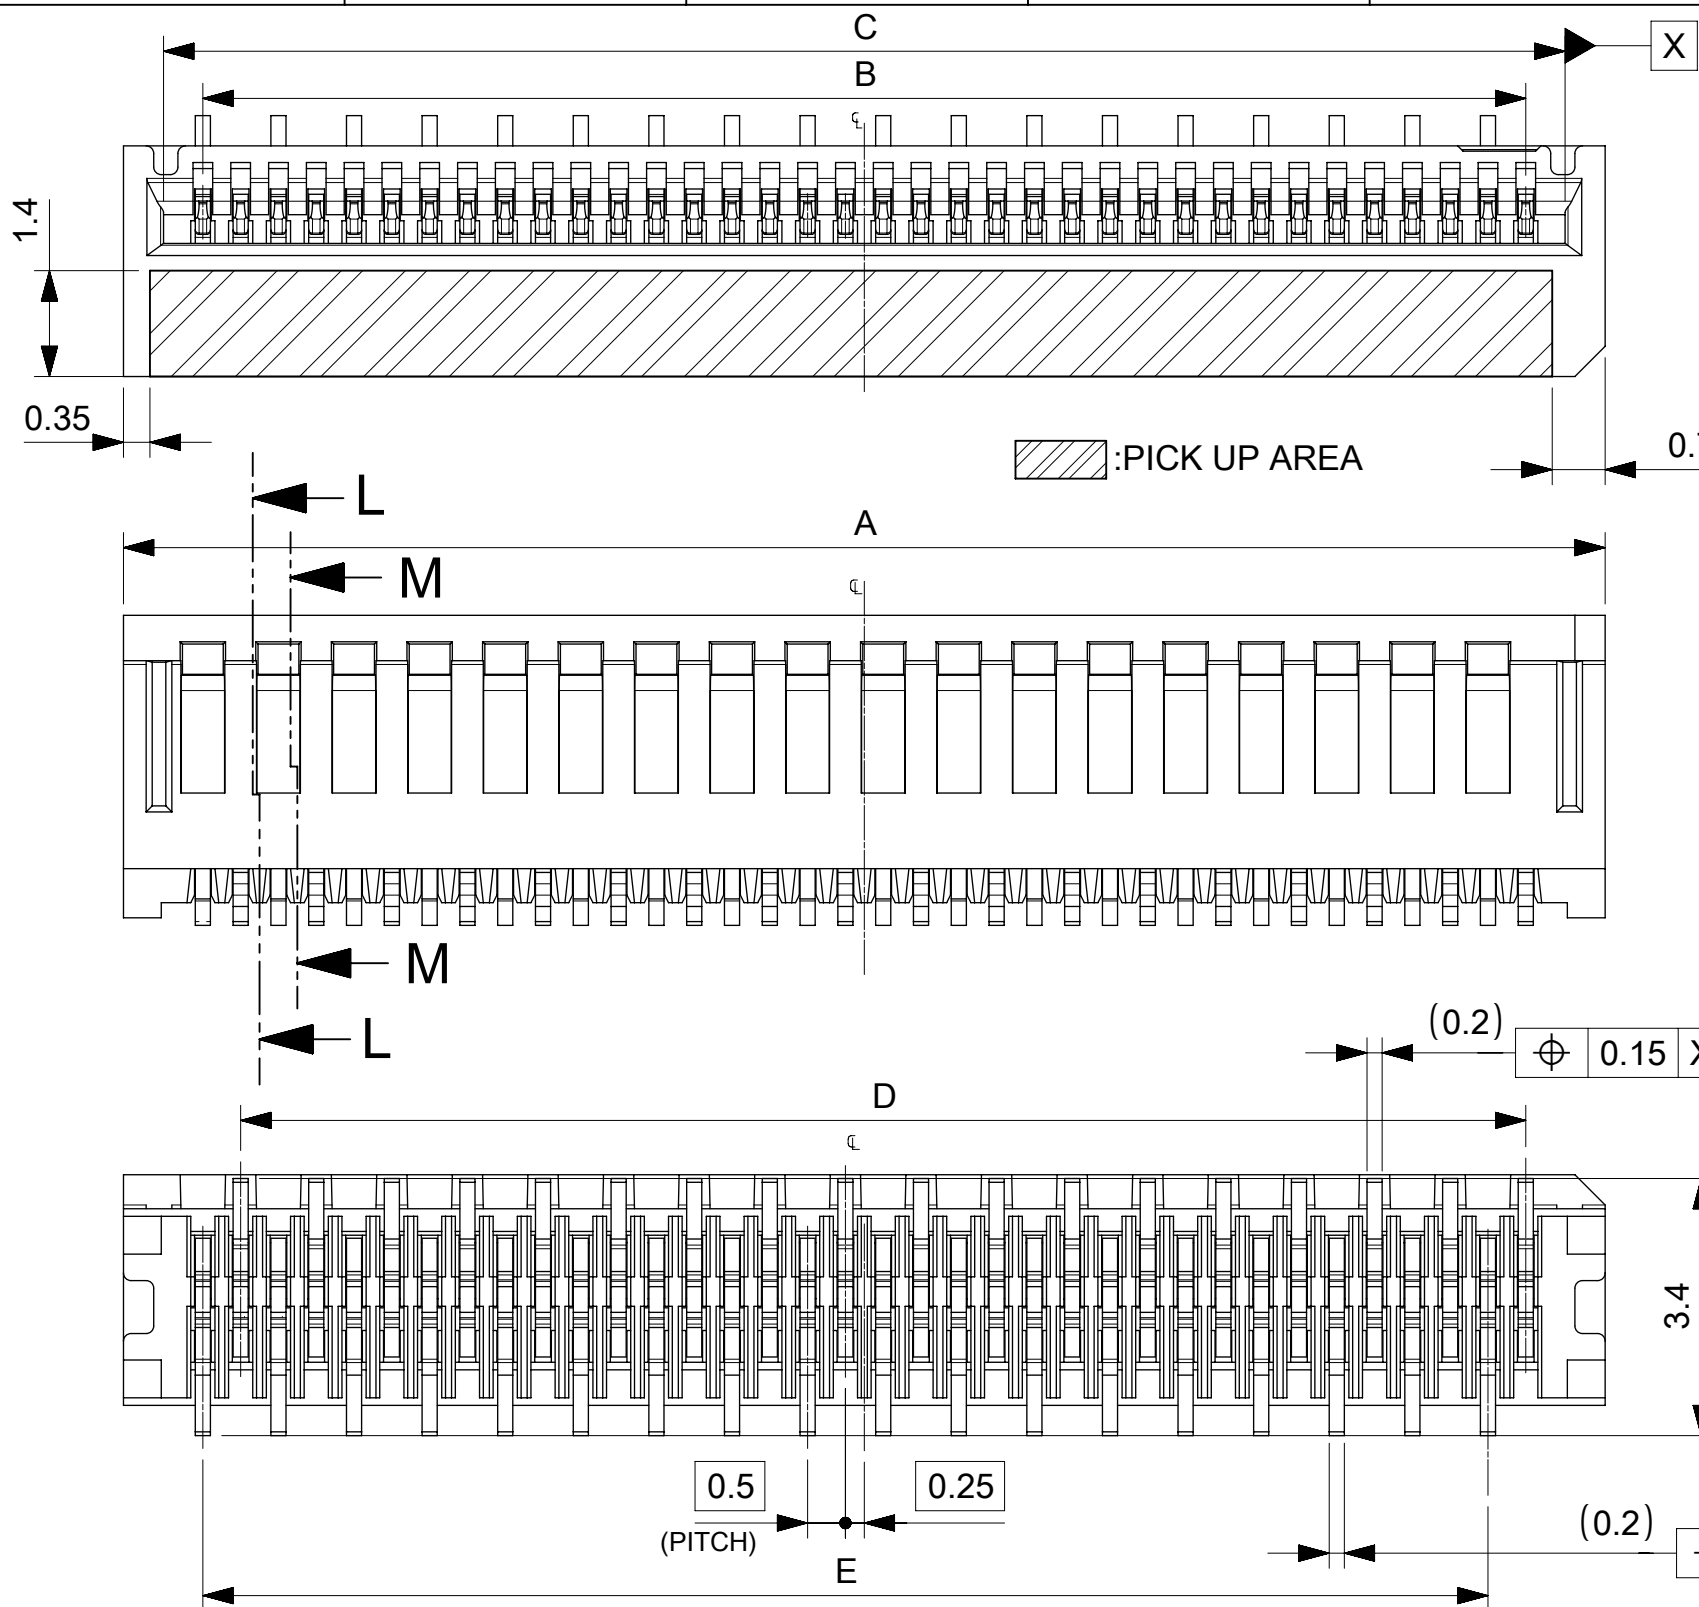 C
X
B
℄
1.4
0.35
:PICK UP AREA
L
A
M
℄
M
L
(0.2)
⌖ 0.15
D
℄
3.4
0.5
0.25
(PITCH)
(0.2)
E